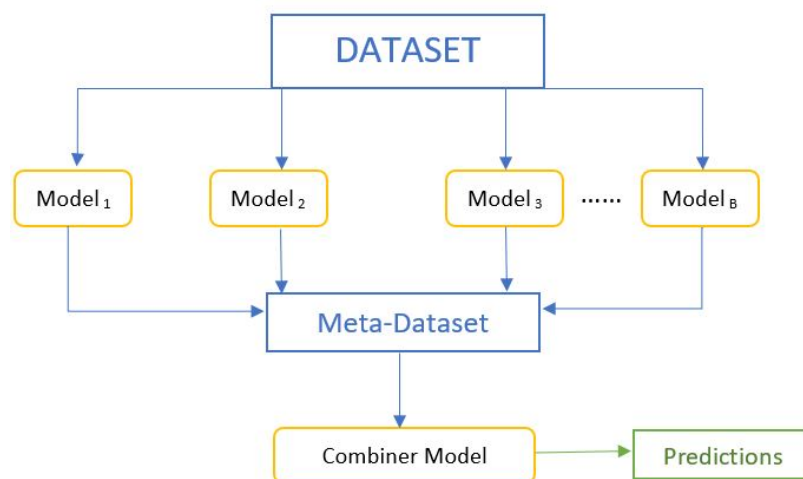 DATASET
Model 1
Model 2
Model 3
......
Model B
Meta-Dataset
Combiner Model
Predictions